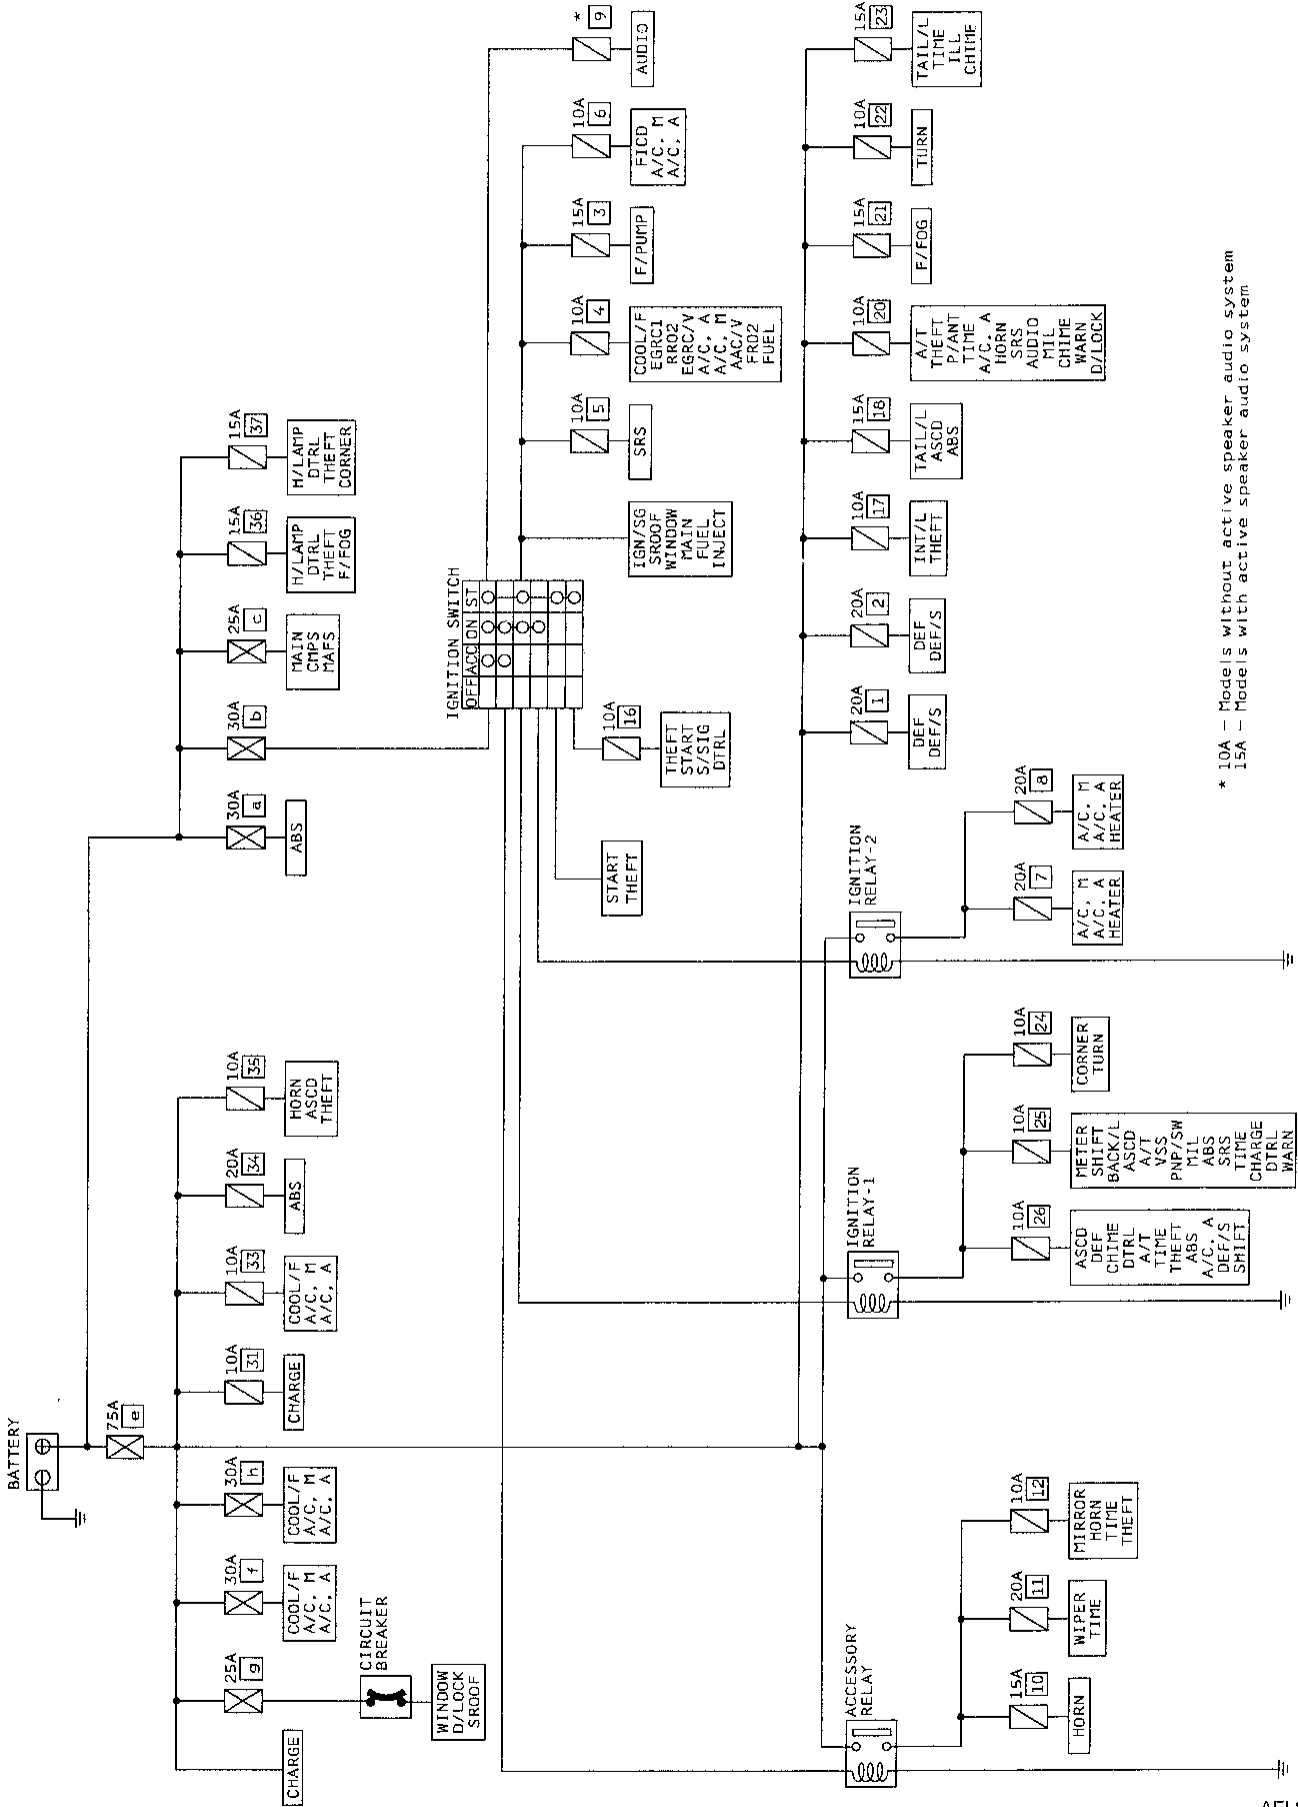 BATTERY
75A
e
CHARGE
25A
g
CIRCUIT
BREAKER
WINDOW
D/LOCK
SROOF
30A
f
COOL/F
A/C, M
A/C, A
30A
h
COOL/F
A/C, M
A/C, A
10A
31
CHARGE
10A
33
COOL/F
A/C, M
A/C, A
20A
34
ABS
10A
35
HORN
ASCD
THEFT
30A
a
ABS
30A
b
25A
c
MAIN
CMPS
MAFS
15A
36
H/LAMP
DTRL
THEFT
F/FOG
15A
37
H/LAMP
DTRL
THEFT
CORNER
IGNITION SWITCH
OFF ACC ON ST
START
THEFT
10A
16
THEFT
START
S/SIG
DTRL
IGN/SG
SROOF
WINDOW
MAIN
FUEL
INJECT
10A
5
SRS
10A
4
COOL/F
EGRC1
RRO2
EGRC/V
A/C, A
A/C, M
AAC/V
FRO2
FUEL
15A
3
F/PUMP
10A
6
FICD
A/C, M
A/C, A
*
9
AUDIO
ACCESSORY
RELAY
15A
10
HORN
20A
11
WIPER
TIME
10A
12
MIRROR
HORN
TIME
THEFT
IGNITION
RELAY-1
10A
26
ASCD
DEF
CHIME
DTRL
A/T
TIME
THEFT
ABS
A/C, A
DEF/S
SHIFT
10A
25
METER
SHIFT
BACK/L
ASCD
A/T
VSS
PNP/SW
MIL
ABS
SRS
TIME
CHARGE
DTRL
WARN
10A
24
CORNER
TURN
IGNITION
RELAY-2
20A
7
A/C, M
A/C, A
HEATER
20A
8
A/C, M
A/C, A
HEATER
20A
1
DEF
DEF/S
20A
2
DEF
DEF/S
10A
17
INT/L
THEFT
15A
18
TAIL/L
ASCD
ABS
10A
20
A/T
THEFT
P/ANT
TIME
A/C, A
HORN
SRS
AUDIO
MIL
CHIME
WARN
D/LOCK
15A
21
F/FOG
10A
22
TURN
15A
23
TAIL/L
TIME
ILL
CHIME
* 10A - Models without active speaker audio system
15A - Models with active speaker audio system